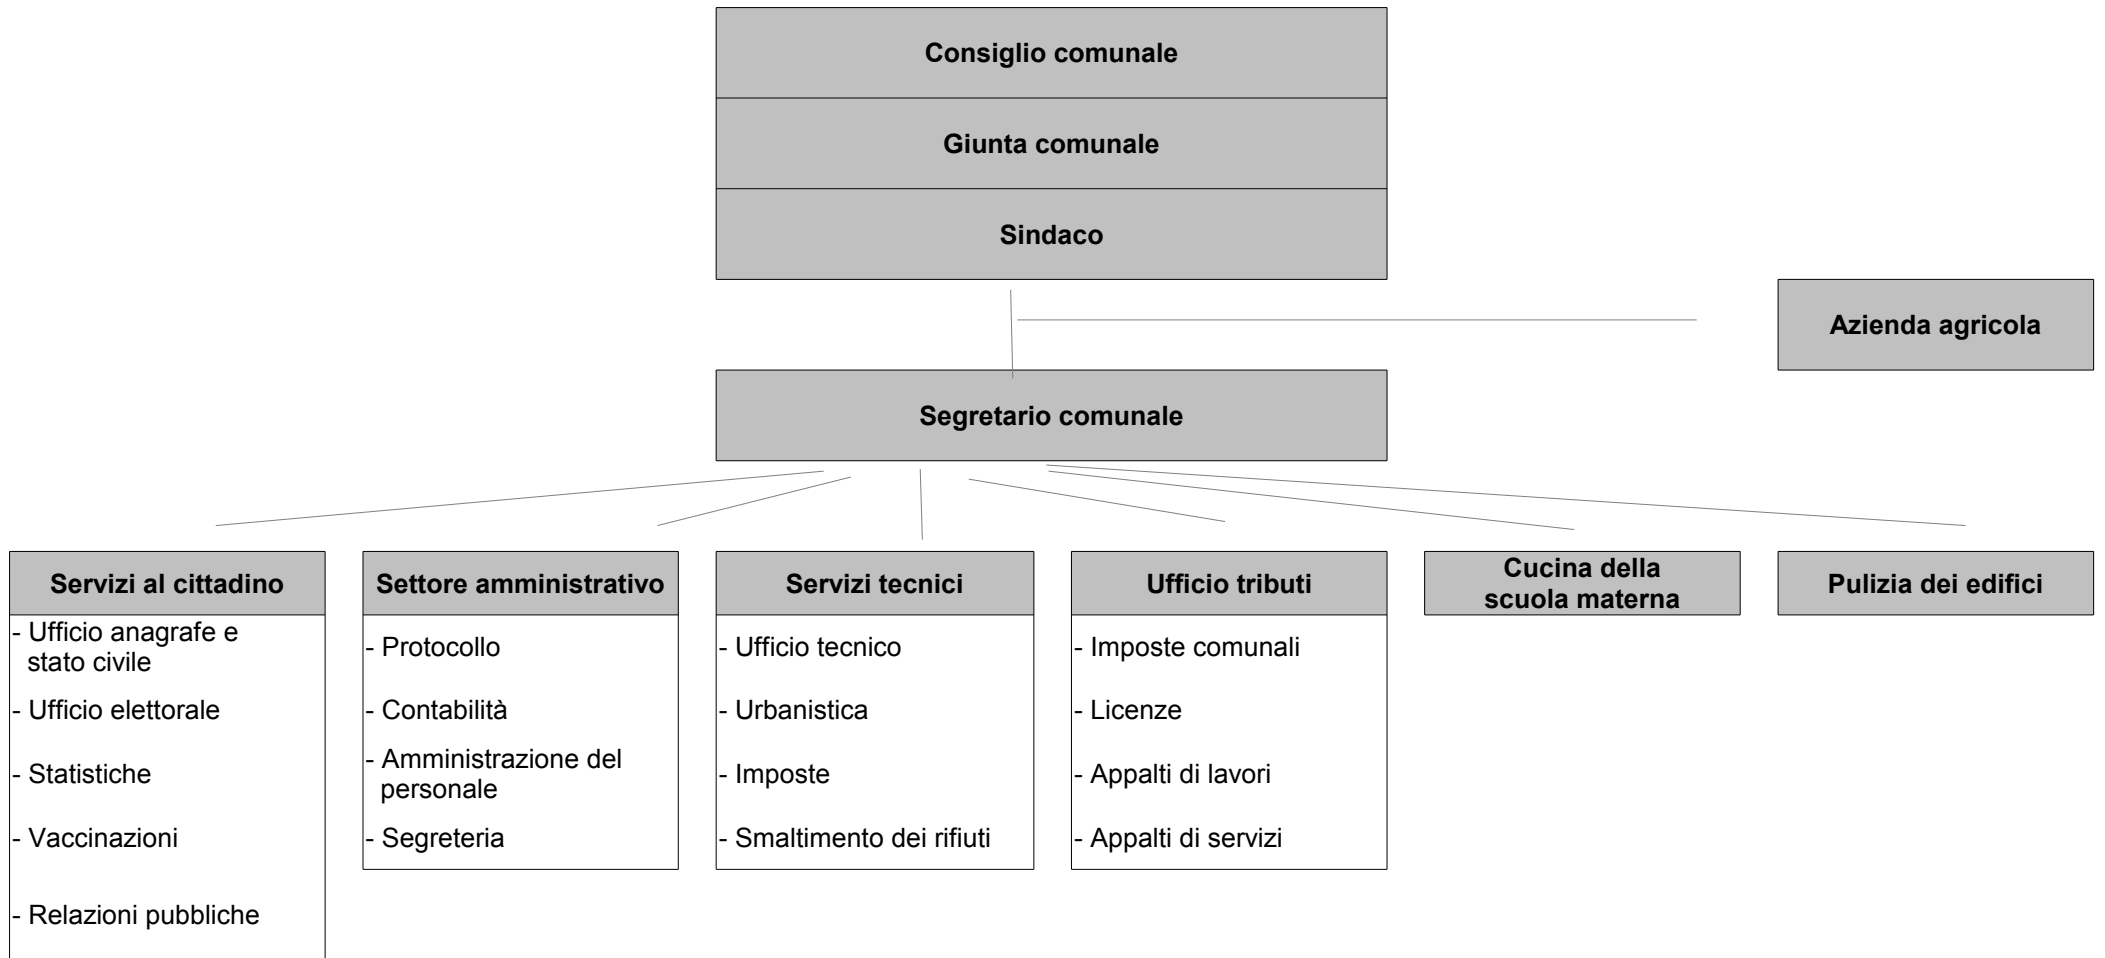 Consiglio comunale
Giunta comunale
Sindaco
Azienda agricola
Segretario comunale
Servizi al cittadino
- Ufficio anagrafe e
stato civile
- Ufficio elettorale
- Statistiche
- Vaccinazioni
- Relazioni pubbliche
Settore amministrativo
- Protocollo
- Contabilità
- Amministrazione del
personale
- Segreteria
Servizi tecnici
- Ufficio tecnico
- Urbanistica
- Imposte
- Smaltimento dei rifiuti
Ufficio tributi
- Imposte comunali
- Licenze
- Appalti di lavori
- Appalti di servizi
Cucina della
scuola materna
Pulizia dei edifici